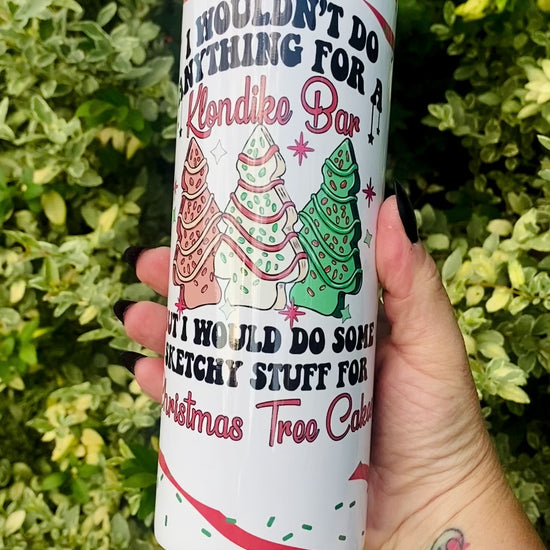 I WOULDN'T DO
ANYTHING FOR A
Klondike Bar
BUT I WOULD DO SOME
SKETCHY STUFF FOR
Christmas Tree Cakes